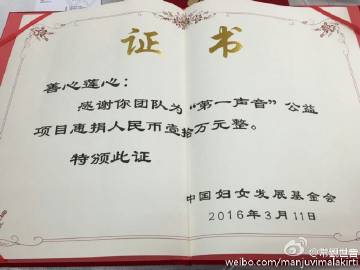 证书
善心莲心:
感谢你团队为“第一声音”公益
项目惠捐人民币壹拾万元整。
特颁此证
中国妇女发展基金会
2016年3月11日
@常観世音
weibo.com/manjuvimalakirti